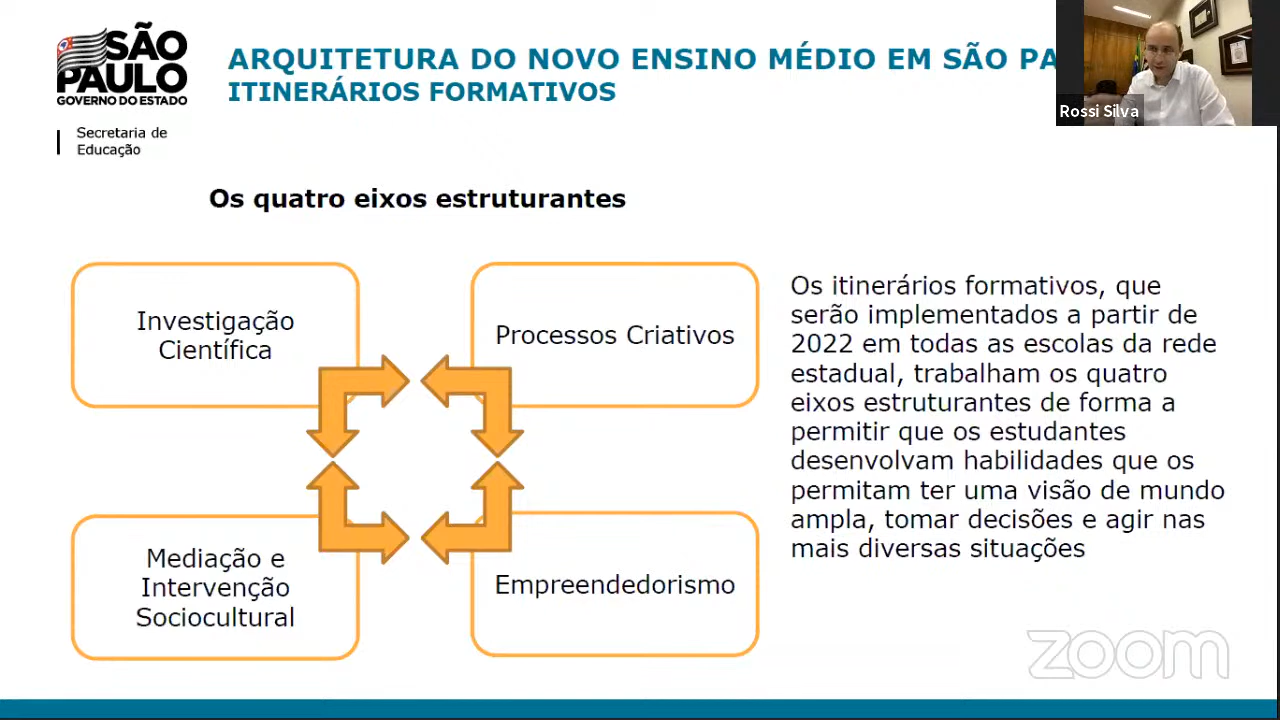 SÃO
PAULO
GOVERNO DO ESTADO
Secretaria de
Educação
ARQUITETURA DO NOVO ENSINO MÉDIO EM SÃO PA
ITINERÁRIOS FORMATIVOS
Rossi Silva
Os quatro eixos estruturantes
Investigação
Científica
Processos Criativos
Mediação e
Intervenção
Sociocultural
Empreendedorismo
Os itinerários formativos, que
serão implementados a partir de
2022 em todas as escolas da rede
estadual, trabalham os quatro
eixos estruturantes de forma a
permitir que os estudantes
desenvolvam habilidades que os
permitam ter uma visão de mundo
ampla, tomar decisões e agir nas
mais diversas situações
zoom